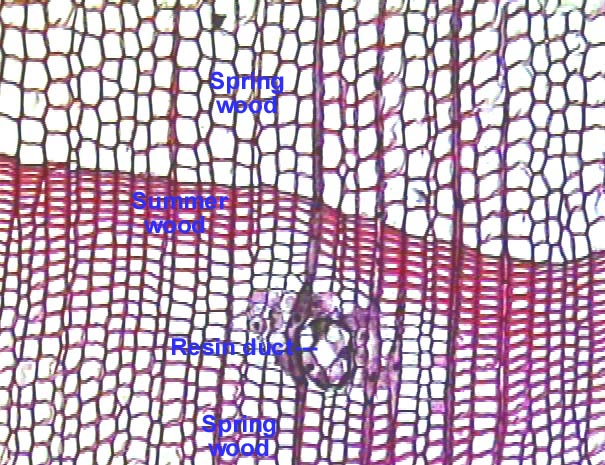 Spring
wood
Summer
wood
Resin duct
Spring
wood